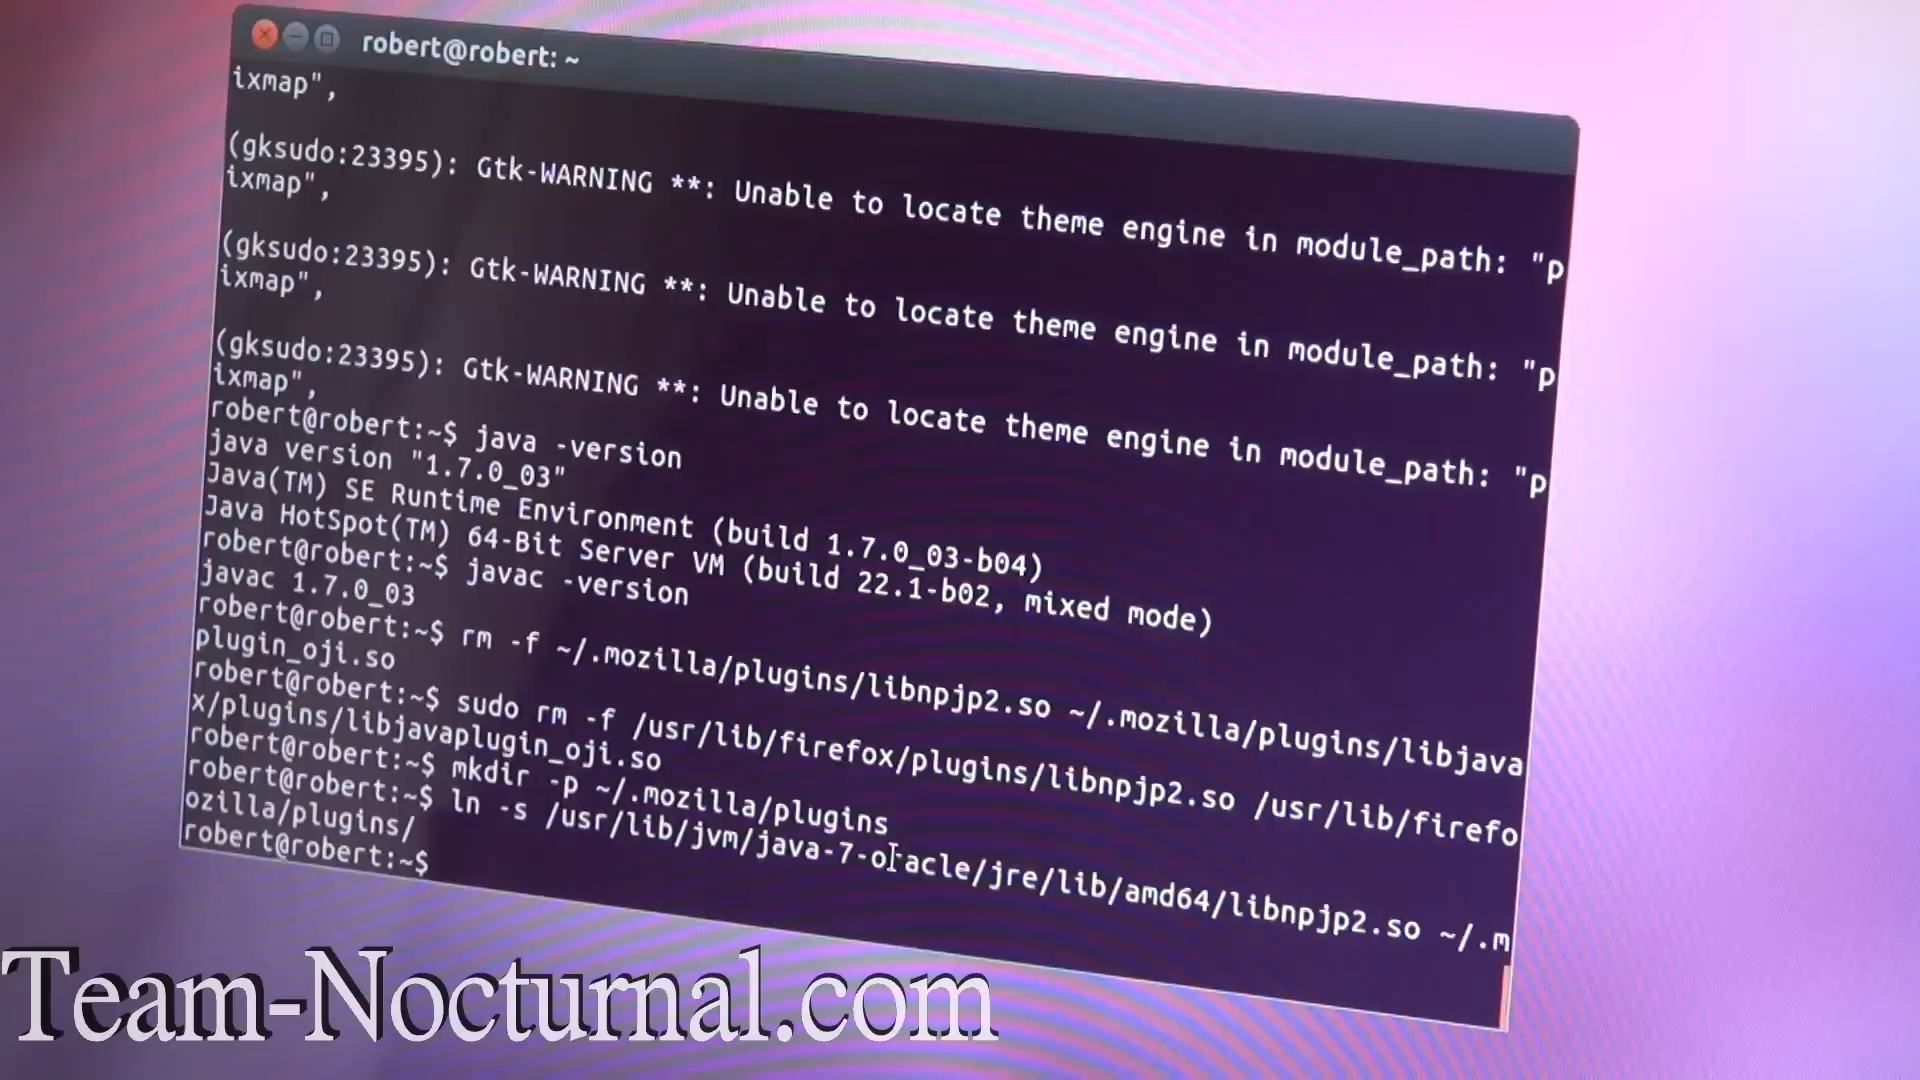 robert@robert: ~
ixmap",
(gksudo:23395): Gtk-WARNING **: Unable to locate theme engine in module_path: "p
ixmap",
(gksudo:23395): Gtk-WARNING **: Unable to locate theme engine in module_path: "p
ixmap",
(gksudo:23395): Gtk-WARNING **: Unable to locate theme engine in module_path: "p
ixmap",
robert@robert:~$ java -version
java version "1.7.0_03"
Java(TM) SE Runtime Environment (build 1.7.0_03-b04)
Java HotSpot(TM) 64-Bit Server VM (build 22.1-b02, mixed mode)
robert@robert:~$ javac -version
javac 1.7.0_03
robert@robert:~$ rm -f ~/.mozilla/plugins/libnpjp2.so ~/.mozilla/plugins/libjava
plugin_oji.so
robert@robert:~$ sudo rm -f /usr/lib/firefox/plugins/libnpjp2.so /usr/lib/firefo
x/plugins/libjavaplugin_oji.so
robert@robert:~$ mkdir -p ~/.mozilla/plugins
robert@robert:~$ ln -s /usr/lib/jvm/java-7-oracle/jre/lib/amd64/libnpjp2.so ~/.m
ozilla/plugins/
robert@robert:~$
Team-Nocturnal.com